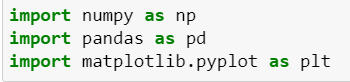 import numpy as np
import pandas as pd
import matplotlib.pyplot as plt